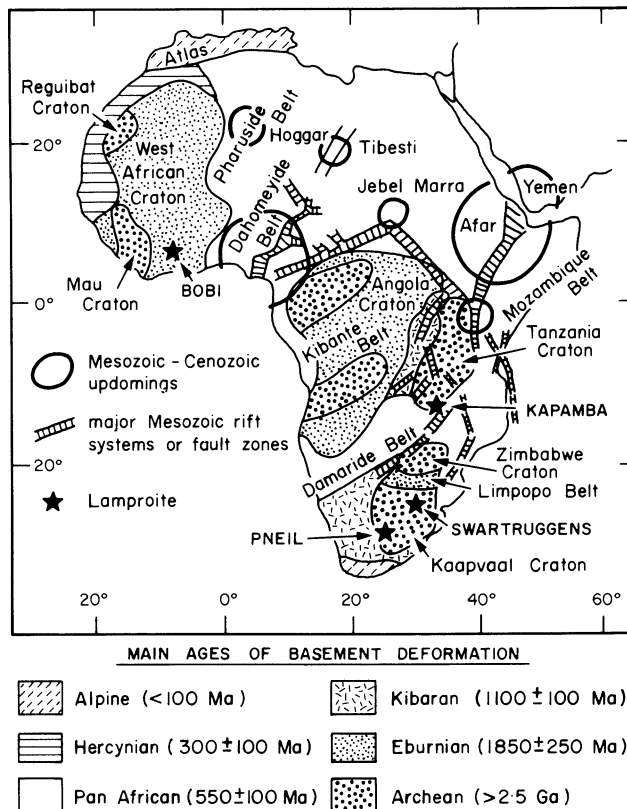 Atlas
Reguibat
Craton
20°
West
African
Craton
Pharuside Belt
Hoggar
Tibesti
Jebel Marra
Yemen
Afar
Dahomeyide
Belt
Mau
Craton
BOBI
0°
Angola
Craton
Kibante Belt
Mozambique
Belt
Tanzania
Craton
Mesozoic - Cenozoic
updomings
major Mesozoic rift
systems or fault zones
KAPAMBA
20°
Damaride Belt
Zimbabwe
Craton
Limpopo Belt
Lamproite
PNEIL
SWARTRUGGENS
Kaapvaal Craton
20°
0°
20°
40°
60°
MAIN AGES OF BASEMENT DEFORMATION
Alpine (<100 Ma)
Kibaran (1100±100 Ma)
Hercynian (300±100 Ma)
Eburnian (1850±250 Ma)
Pan African (550±100 Ma)
Archean (>2·5 Ga)